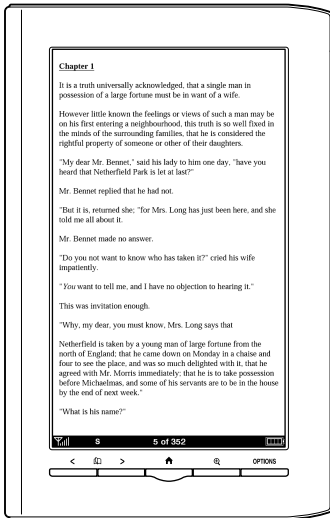 Chapter 1
It is a truth universally acknowledged, that a single man in
possession of a large fortune must be in want of a wife.
However little known the feelings or views of such a man may be
on his first entering a neighbourhood, this truth is so well fixed in
the minds of the surrounding families, that he is considered the
rightful property of someone or other of their daughters.
"My dear Mr. Bennet," said his lady to him one day, "have you
heard that Netherfield Park is let at last?"
Mr. Bennet replied that he had not.
"But it is, returned she; "for Mrs. Long has just been here, and she
told me all about it.
Mr. Bennet made no answer.
"Do you not want to know who has taken it?" cried his wife
impatiently.
"You want to tell me, and I have no objection to hearing it."
This was invitation enough.
"Why, my dear, you must know, Mrs. Long says that
Netherfield is taken by a young man of large fortune from the
north of England; that he came down on Monday in a chaise and
four to see the place, and was so much delighted with it, that he
agreed with Mr. Morris immediately; that he is to take possession
before Michaelmas, and some of his servants are to be in the house
by the end of next week."
"What is his name?"
S 5 of 352
< > OPTIONS